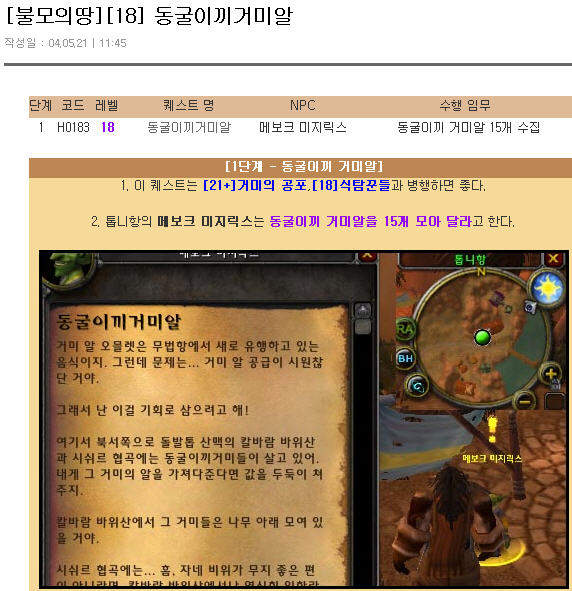 [불모의땅][18] 동굴이끼거미알
작성일 : 04.05.21 | 11:45
단계 코드 레벨 퀘스트 명 NPC 수행 임무
1 H0183 18 동굴이끼거미알 메보크 미지릭스 동굴이끼 거미알 15개 수집
[1단계 - 동굴이끼 거미알]
1. 이 퀘스트는 [21+]거미의 공포,[18]식탐꾼들과 병행하면 좋다.
2. 톱니항의 메보크 미지릭스는 동굴이끼 거미알을 15개 모아 달라고 한다.
메보크 미지릭스
톱니항
N
동굴이끼거미알
거미 알 오믈렛은 무법항에서 새로 유행하고 있는
음식이지. 그런데 문제는... 거미 알 공급이 시원찮
단 거야.
그래서 난 이걸 기회로 삼으려고 해!
여기서 북서쪽으로 돌발톱 산맥의 칼바람 바위산
과 시쉬르 협곡에는 동굴이끼거미들이 살고 있어.
내게 그 거미의 알을 가져다준다면 값을 두둑이 쳐
주지.
칼바람 바위산에서 그 거미들은 나무 아래 모여 있
을 거야.
시쉬르 협곡에는... 흠, 자네 비위가 무지 좋은 편
RA
BH
메보크 미지릭스